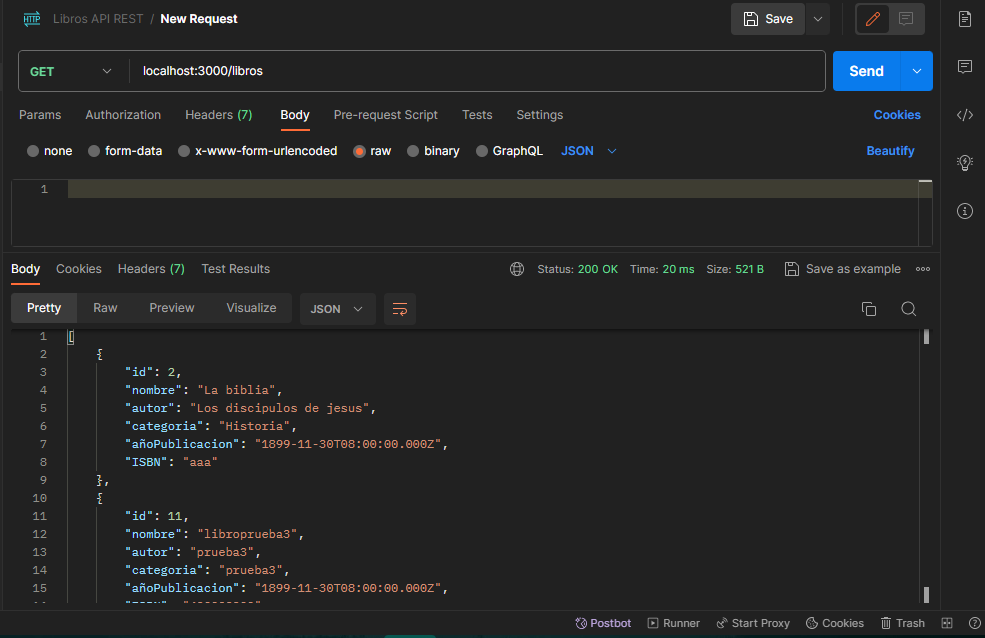 HTTP Libros API REST / New Request Save
GET localhost:3000/libros Send
Params Authorization Headers (7) Body Pre-request Script Tests Settings Cookies
none form-data x-www-form-urlencoded raw binary GraphQL JSON Beautify
1
Body Cookies Headers (7) Test Results Status: 200 OK Time: 20 ms Size: 521 B Save as example
Pretty Raw Preview Visualize JSON
1 [
2 {
3 "id": 2,
4 "nombre": "La biblia",
5 "autor": "Los discipulos de jesus",
6 "categoria": "Historia",
7 "añoPublicacion": "1899-11-30T08:00:00.000Z",
8 "ISBN": "aaa"
9 },
10 {
11 "id": 11,
12 "nombre": "libroprueba3",
13 "autor": "prueba3",
14 "categoria": "prueba3",
15 "añoPublicacion": "1899-11-30T08:00:00.000Z",
Postbot Runner Start Proxy Cookies Trash